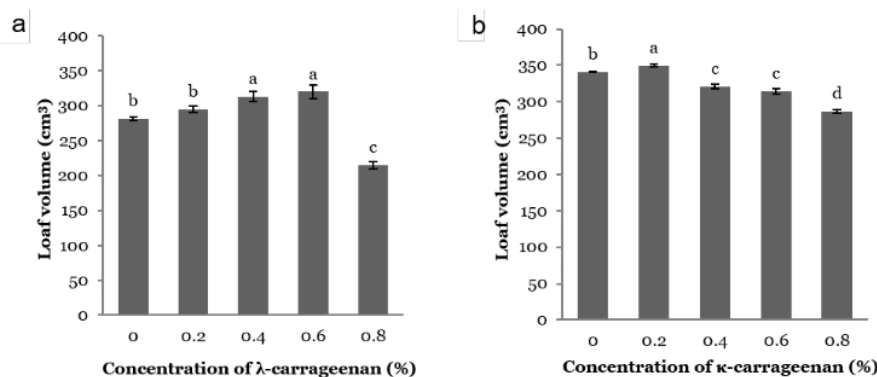 a
400
350
300
250
200
150
100
50
0
Loaf volume (cm³)
b b a a c
0 0.2 0.4 0.6 0.8
Concentration of λ-carrageenan (%)
b
400
350
300
250
200
150
100
50
0
Loaf volume (cm³)
b a c c d
0 0.2 0.4 0.6 0.8
Concentration of κ-carrageenan (%)